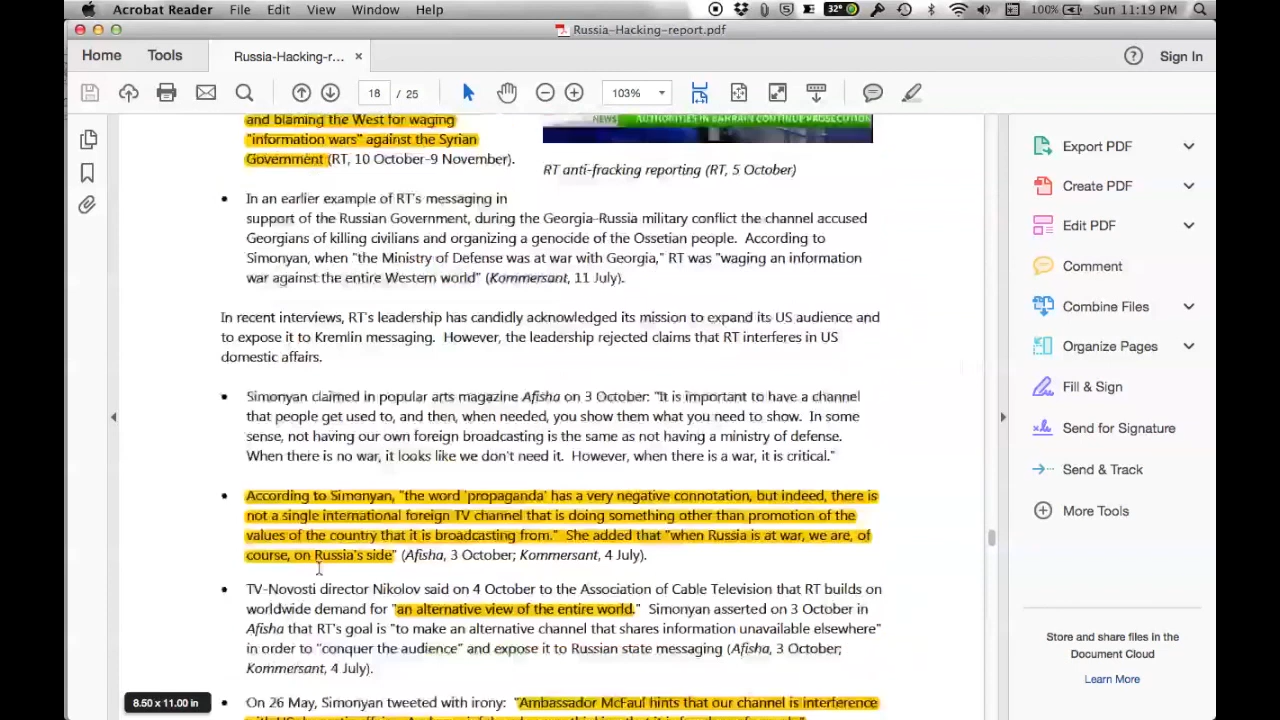 Acrobat Reader File Edit View Window Help 32° 100% Sun 11:19 PM
Russia-Hacking-report.pdf
Home Tools Russia-Hacking-r... × ? Sign In
18 / 25 103%
and blaming the West for waging
"information wars" against the Syrian
Government (RT, 10 October-9 November).
NEWS AUTHORITIES IN BAHRAIN CONTINUE PROSECUTION
RT anti-fracking reporting (RT, 5 October)
• In an earlier example of RT's messaging in
support of the Russian Government, during the Georgia-Russia military conflict the channel accused
Georgians of killing civilians and organizing a genocide of the Ossetian people. According to
Simonyan, when "the Ministry of Defense was at war with Georgia," RT was "waging an information
war against the entire Western world" (Kommersant, 11 July).
In recent interviews, RT's leadership has candidly acknowledged its mission to expand its US audience and
to expose it to Kremlin messaging. However, the leadership rejected claims that RT interferes in US
domestic affairs.
• Simonyan claimed in popular arts magazine Afisha on 3 October: "It is important to have a channel
that people get used to, and then, when needed, you show them what you need to show. In some
sense, not having our own foreign broadcasting is the same as not having a ministry of defense.
When there is no war, it looks like we don't need it. However, when there is a war, it is critical."
• According to Simonyan, "the word 'propaganda' has a very negative connotation, but indeed, there is
not a single international foreign TV channel that is doing something other than promotion of the
values of the country that it is broadcasting from." She added that "when Russia is at war, we are, of
course, on Russia's side" (Afisha, 3 October; Kommersant, 4 July).
• TV-Novosti director Nikolov said on 4 October to the Association of Cable Television that RT builds on
worldwide demand for "an alternative view of the entire world." Simonyan asserted on 3 October in
Afisha that RT's goal is "to make an alternative channel that shares information unavailable elsewhere"
in order to "conquer the audience" and expose it to Russian state messaging (Afisha, 3 October;
Kommersant, 4 July).
• On 26 May, Simonyan tweeted with irony: "Ambassador McFaul hints that our channel is interference
8.50 x 11.00 in
Export PDF
Create PDF
Edit PDF
Comment
Combine Files
Organize Pages
Fill & Sign
Send for Signature
Send & Track
More Tools
Store and share files in the
Document Cloud
Learn More